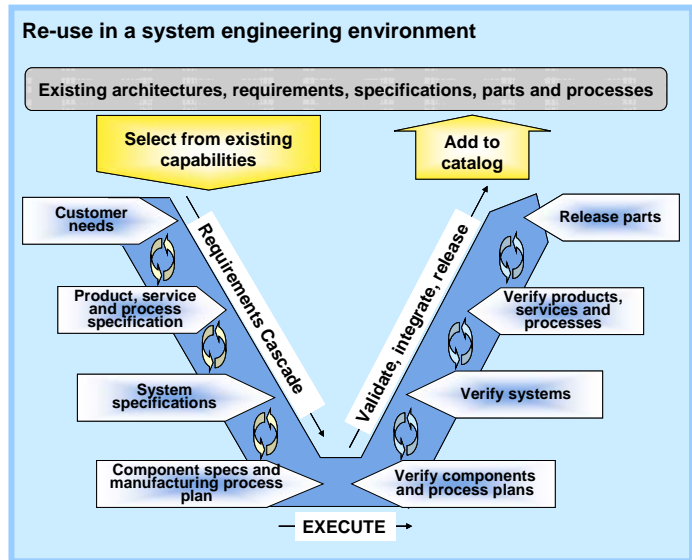 Re-use in a system engineering environment
Existing architectures, requirements, specifications, parts and processes
Select from existing
capabilities
Add to
catalog
Customer
needs
Release parts
Requirements Cascade
Validate, integrate, release
Product, service
and process
specification
Verify products,
services and
processes
System
specifications
Verify systems
Component specs and
manufacturing process
plan
Verify components
and process plans
EXECUTE